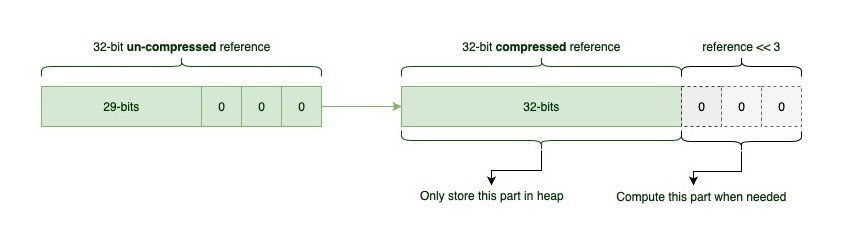 32-bit un-compressed reference
32-bit compressed reference
reference << 3
29-bits
0
0
0
32-bits
0
0
0
Only store this part in heap
Compute this part when needed